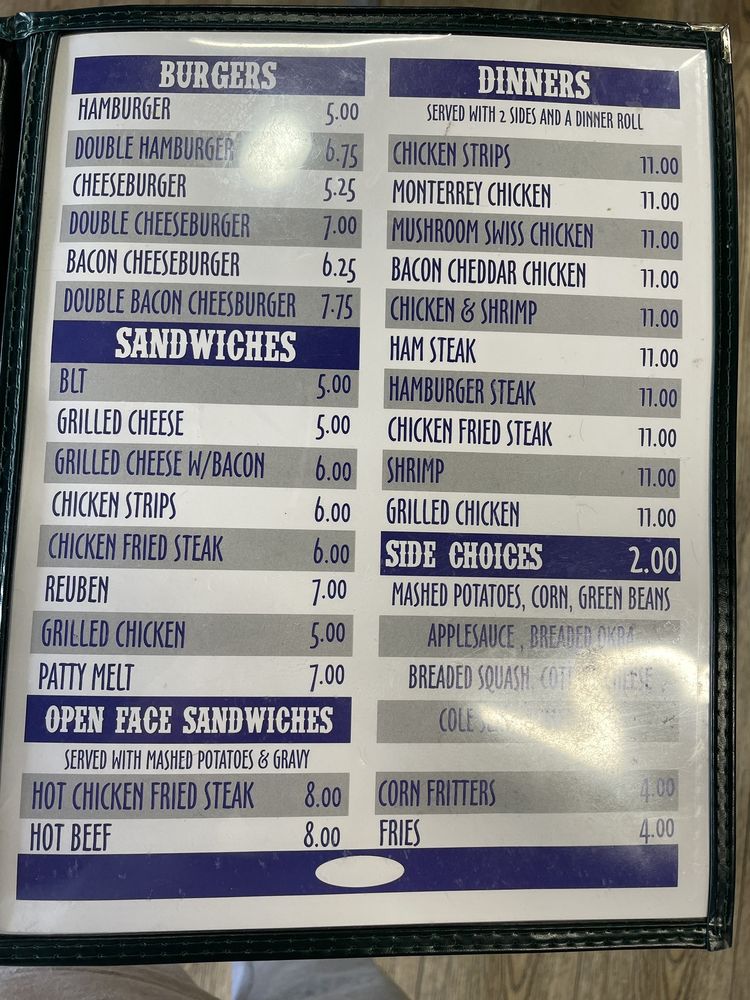 BURGERS
HAMBURGER 5.00
DOUBLE HAMBURGER 6.75
CHEESEBURGER 5.25
DOUBLE CHEESEBURGER 7.00
BACON CHEESEBURGER 6.25
DOUBLE BACON CHEESBURGER 7.75
SANDWICHES
BLT 5.00
GRILLED CHEESE 5.00
GRILLED CHEESE W/BACON 6.00
CHICKEN STRIPS 6.00
CHICKEN FRIED STEAK 6.00
REUBEN 7.00
GRILLED CHICKEN 5.00
PATTY MELT 7.00
OPEN FACE SANDWICHES
SERVED WITH MASHED POTATOES & GRAVY
HOT CHICKEN FRIED STEAK 8.00
HOT BEEF 8.00
DINNERS
SERVED WITH 2 SIDES AND A DINNER ROLL
CHICKEN STRIPS 11.00
MONTERREY CHICKEN 11.00
MUSHROOM SWISS CHICKEN 11.00
BACON CHEDDAR CHICKEN 11.00
CHICKEN & SHRIMP 11.00
HAM STEAK 11.00
HAMBURGER STEAK 11.00
CHICKEN FRIED STEAK 11.00
SHRIMP 11.00
GRILLED CHICKEN 11.00
SIDE CHOICES 2.00
MASHED POTATOES, CORN, GREEN BEANS
APPLESAUCE , BREADED OKRA
BREADED SQUASH, COTTAGE CHEESE
COLE
CORN FRITTERS 4.00
FRIES 4.00